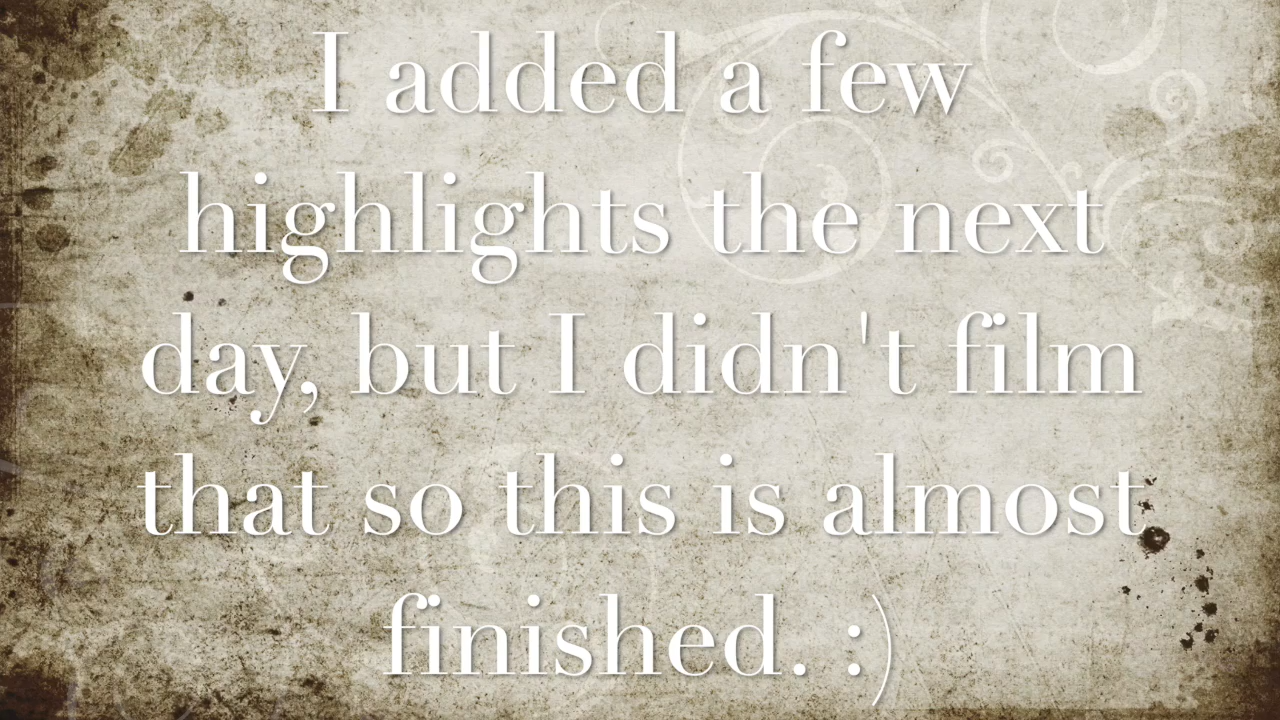 I added a few
highlights the next
day, but I didn't film
that so this is almost
finished. :)